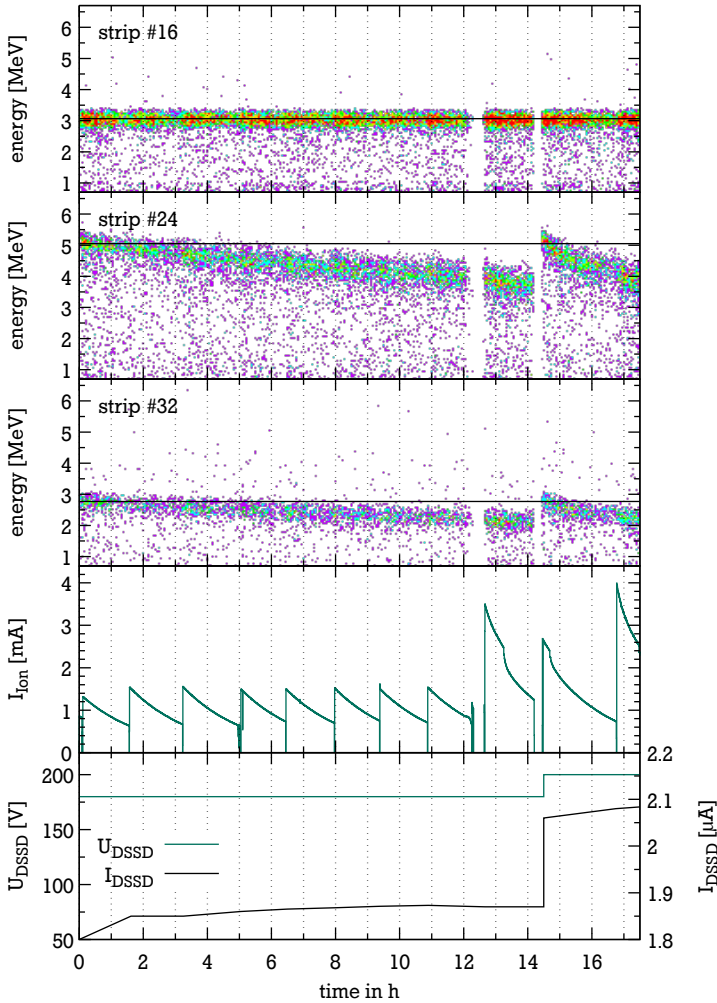 strip #16
energy [MeV]
6
5
4
3
2
1
strip #24
energy [MeV]
6
5
4
3
2
1
strip #32
energy [MeV]
6
5
4
3
2
1
I_Ion [mA]
4
3
2
1
0
U_DSSD [V]
200
175
150
125
100
75
50
U_DSSD
I_DSSD
2.2
2.1
2
1.9
1.8
I_DSSD [µA]
0 2 4 6 8 10 12 14 16
time in h